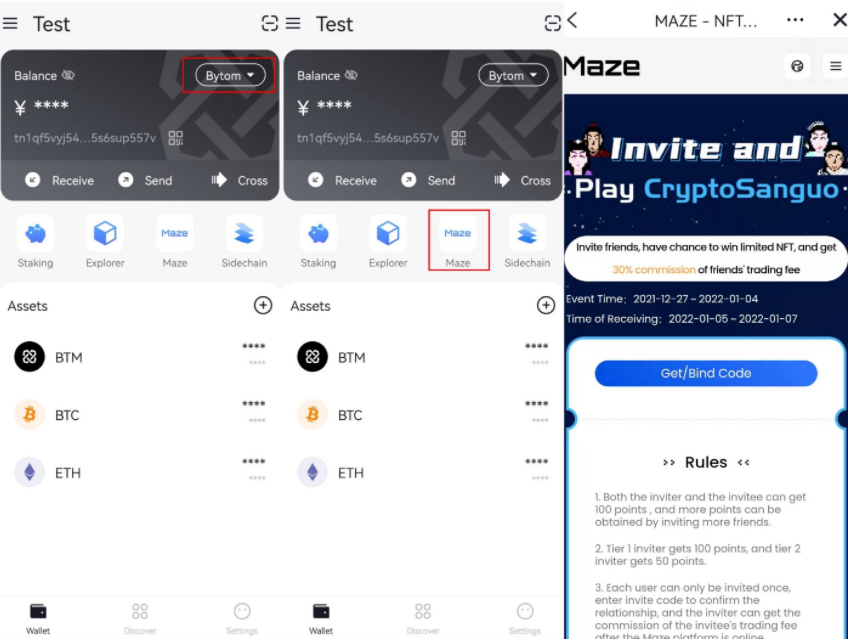 Test
Balance
Bytom
¥ ****
tn1qf5vyj54...5s6sup557v
Receive
Send
Cross
Maze
Staking
Explorer
Maze
Sidechain
Assets
BTM
****
****
BTC
****
****
ETH
****
****
Wallet
Discover
Settings
Test
Balance
Bytom
¥ ****
tn1qf5vyj54...5s6sup557v
Receive
Send
Cross
Maze
Staking
Explorer
Maze
Sidechain
Assets
BTM
****
****
BTC
****
****
ETH
****
****
Wallet
Discover
Settings
MAZE - NFT...
Maze
Invite and
Play CryptoSanguo
Invite friends, have chance to win limited NFT, and get
30% commission of friends' trading fee
Event Time: 2021-12-27 ~ 2022-01-04
Time of Receiving: 2022-01-05 ~ 2022-01-07
Get/Bind Code
>> Rules <<
1. Both the inviter and the invitee can get
100 points , and more points can be
obtained by inviting more friends.
2. Tier 1 inviter gets 100 points, and tier 2
inviter gets 50 points.
3. Each user can only be invited once,
enter invite code to confirm the
relationship, and the inviter can get the
commission of the invitee's trading fee
after the Maze platform is online